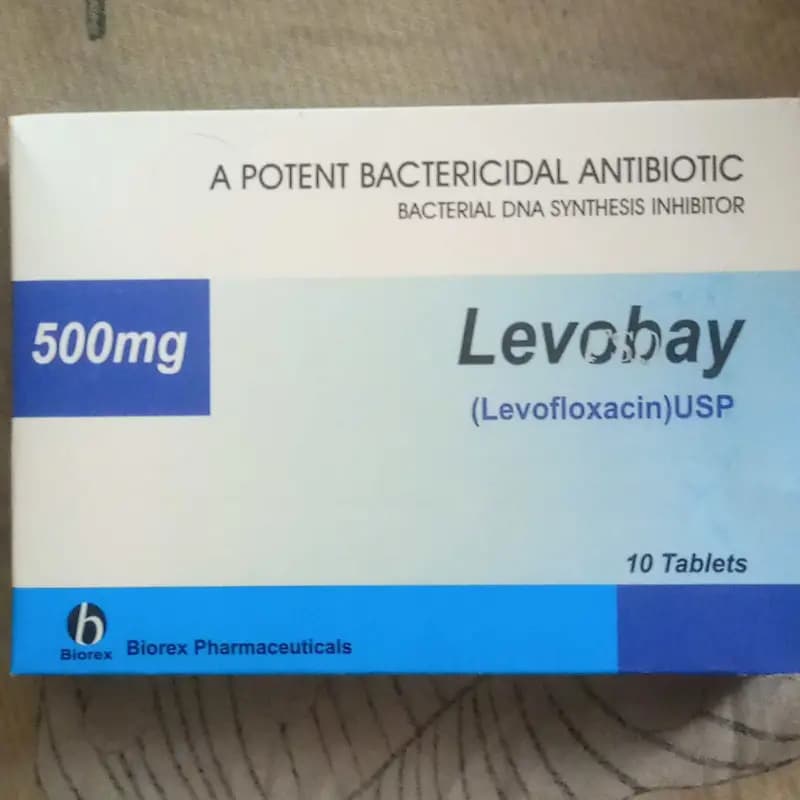 A POTENT BACTERICIDAL ANTIBIOTIC
BACTERIAL DNA SYNTHESIS INHIBITOR
500mg
Levobay
(Levofloxacin)USP
10 Tablets
b
Biorex
Biorex Pharmaceuticals